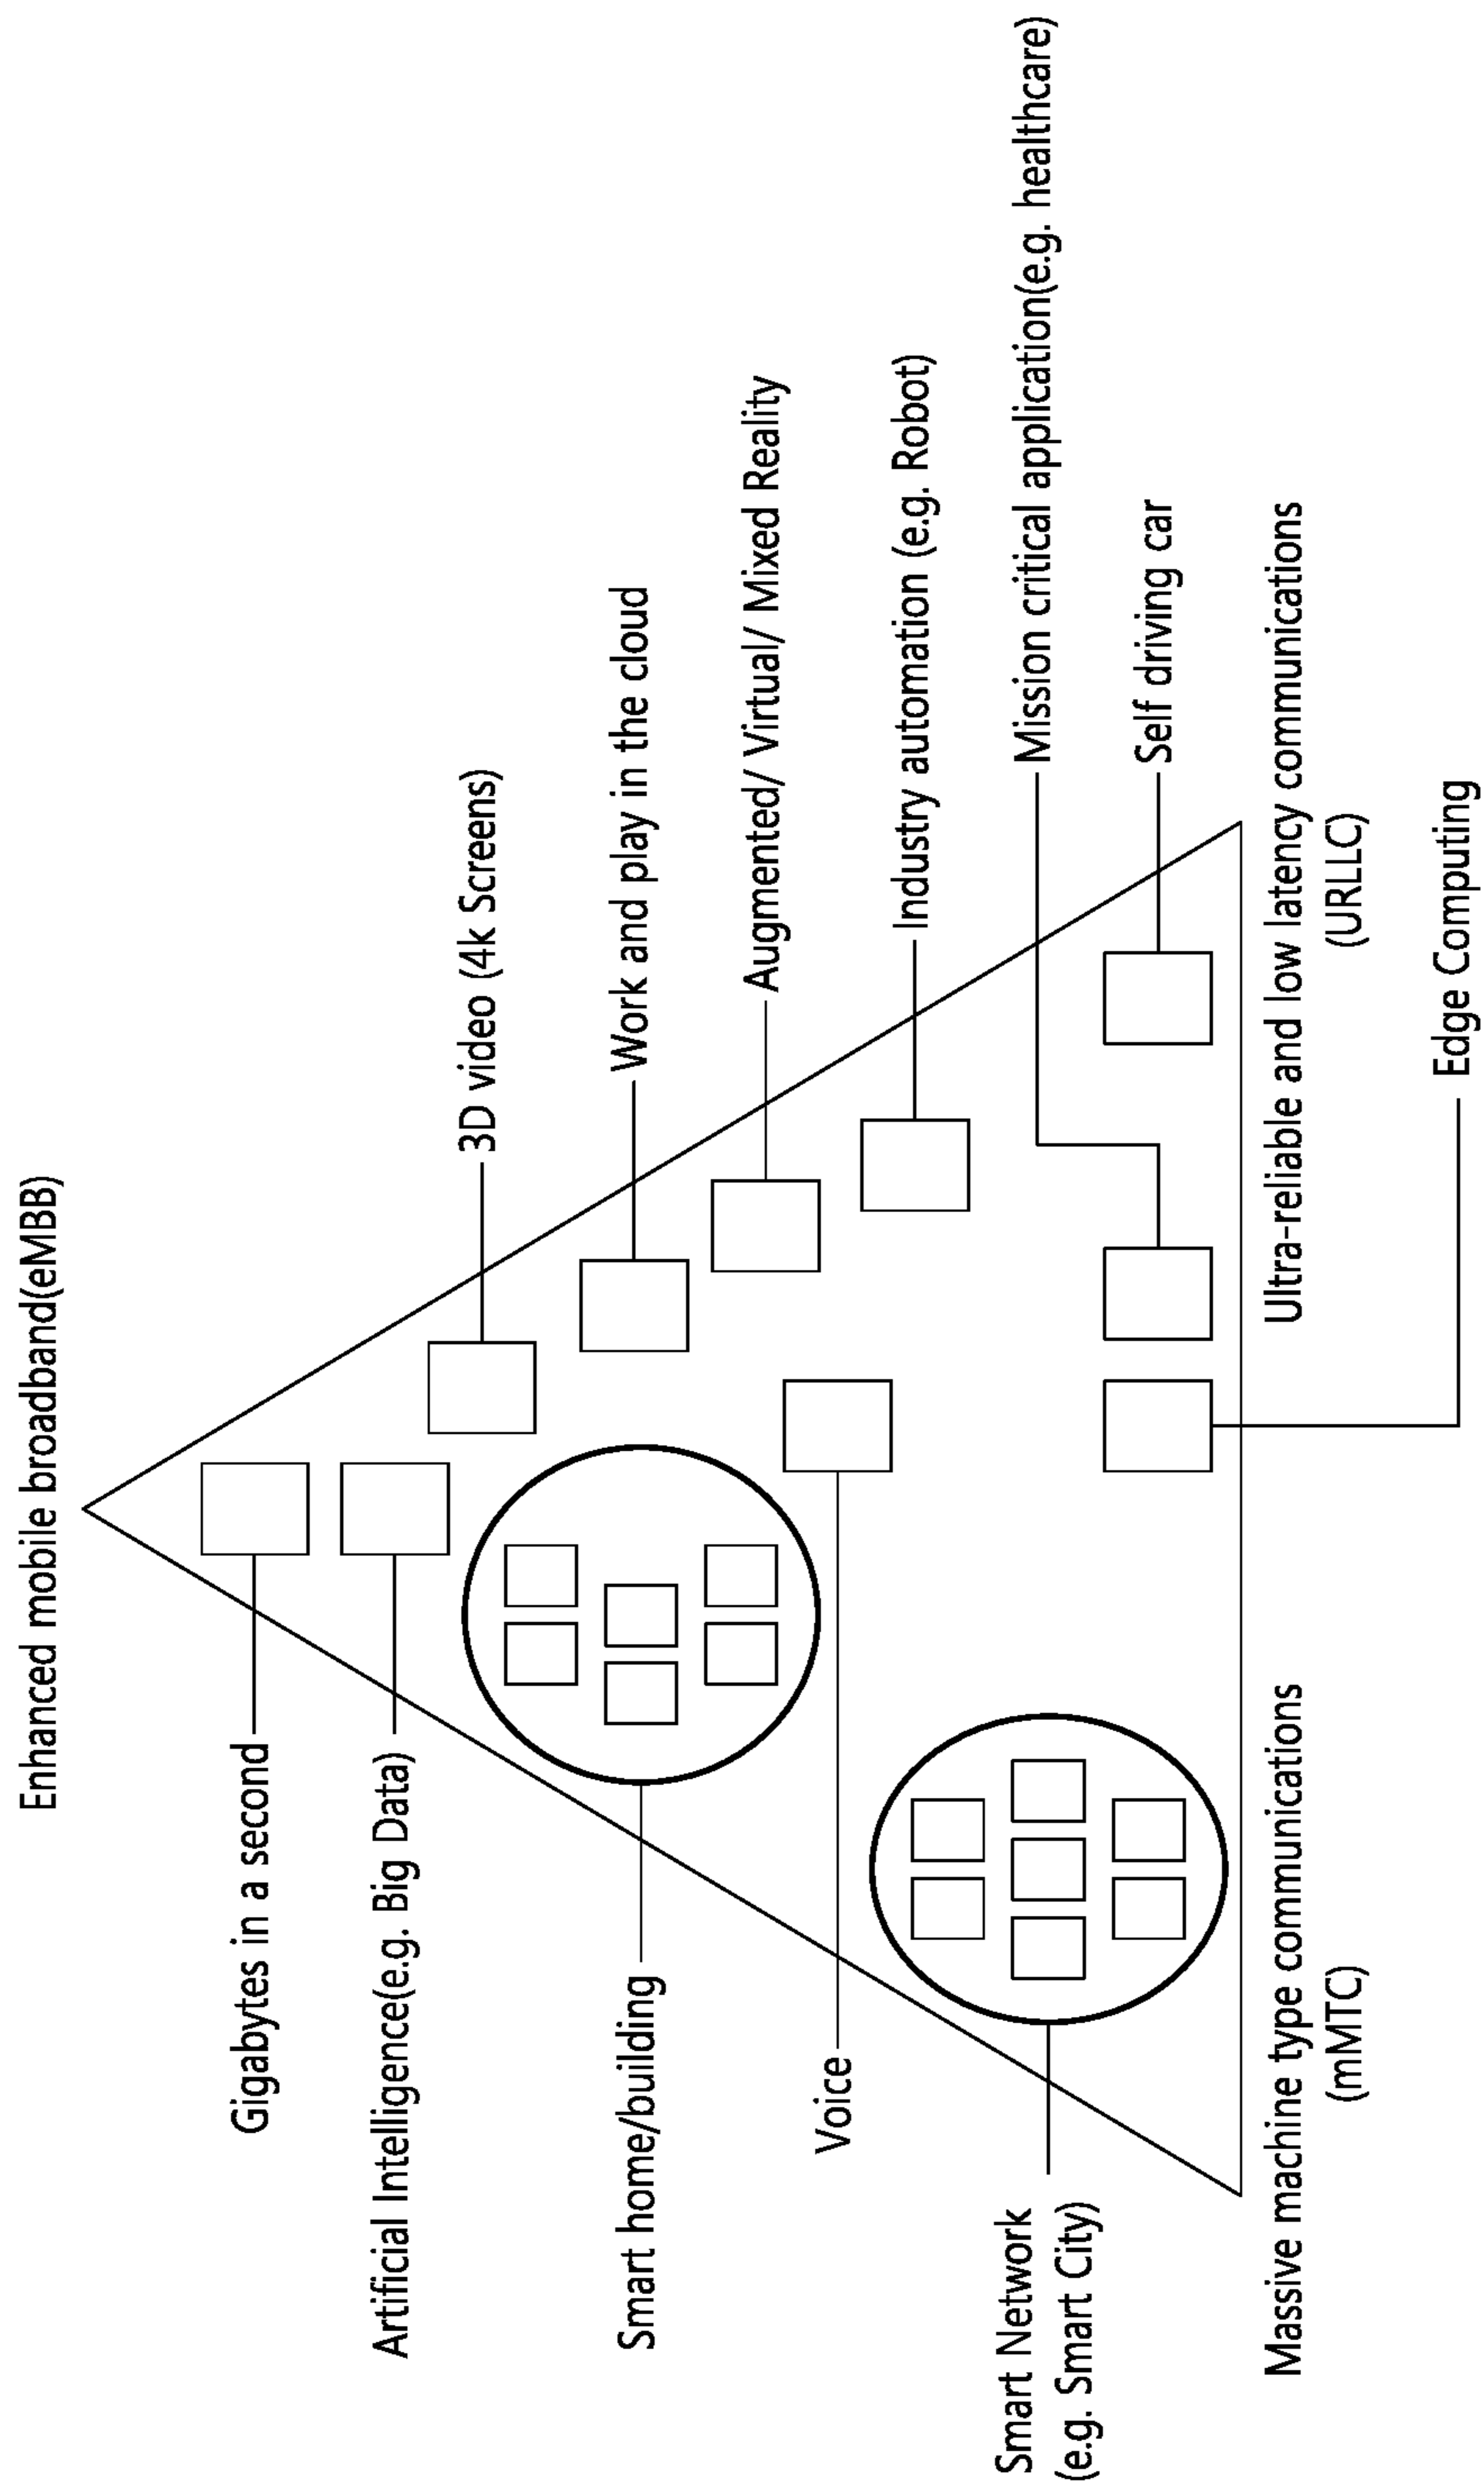 Enhanced mobile broadband(eMBB)
Gigabytes in a second
Artificial Intelligence(e.g. Big Data)
3D video (4k Screens)
Smart home/building
Work and play in the cloud
Augmented/ Virtual/ Mixed Reality
Voice
Industry automation (e.g. Robot)
Smart Network
(e.g. Smart City)
Mission critical application(e.g. healthcare)
Self driving car
Massive machine type communications
(mMTC)
Ultra-reliable and low latency communications
(URLLC)
Edge Computing